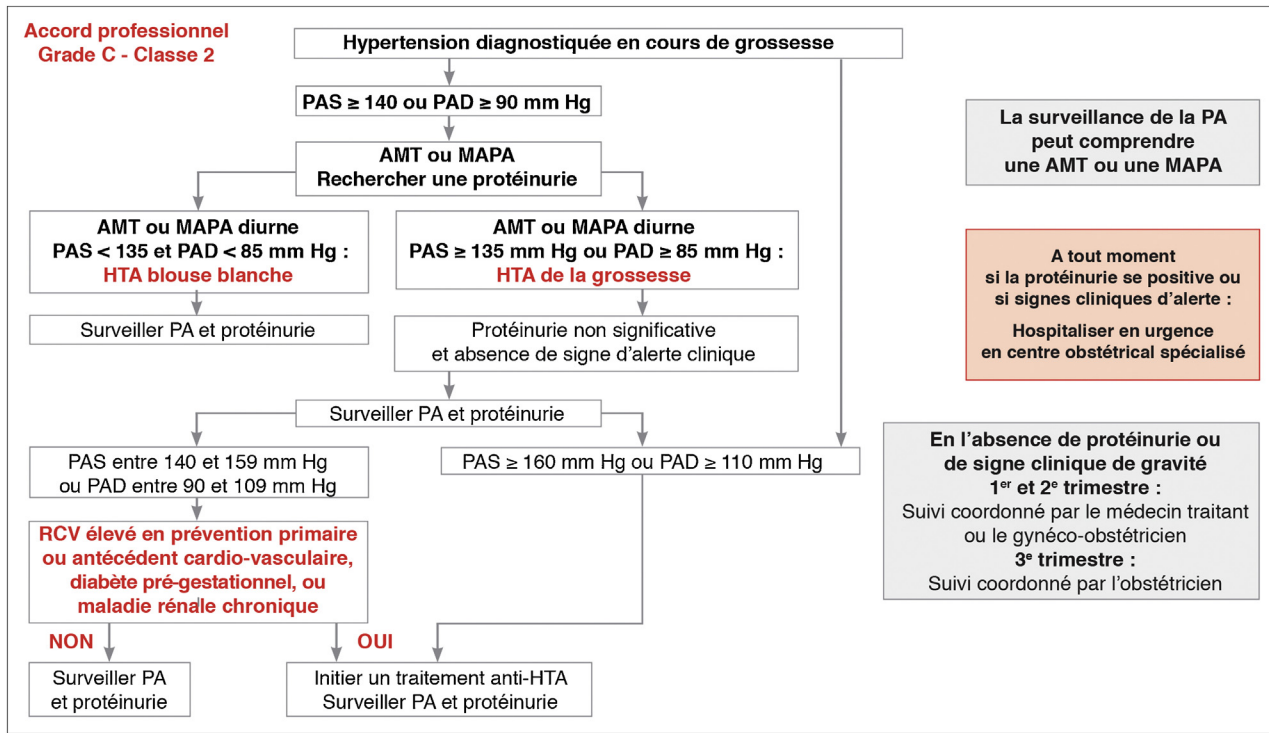 Accord professionnel
Grade C - Classe 2
Hypertension diagnostiquée en cours de grossesse
PAS ≥ 140 ou PAD ≥ 90 mm Hg
AMT ou MAPA
Rechercher une protéinurie
AMT ou MAPA diurne
PAS < 135 et PAD < 85 mm Hg :
HTA blouse blanche
AMT ou MAPA diurne
PAS ≥ 135 mm Hg ou PAD ≥ 85 mm Hg :
HTA de la grossesse
Surveiller PA et protéinurie
Protéinurie non significative
et absence de signe d'alerte clinique
Surveiller PA et protéinurie
PAS entre 140 et 159 mm Hg
ou PAD entre 90 et 109 mm Hg
PAS ≥ 160 mm Hg ou PAD ≥ 110 mm Hg
RCV élevé en prévention primaire
ou antécédent cardio-vasculaire,
diabète pré-gestationnel, ou
maladie rénale chronique
NON
OUI
Surveiller PA
et protéinurie
Initier un traitement anti-HTA
Surveiller PA et protéinurie
La surveillance de la PA
peut comprendre
une AMT ou une MAPA
A tout moment
si la protéinurie se positive ou
si signes cliniques d'alerte :
Hospitaliser en urgence
en centre obstétrical spécialisé
En l'absence de protéinurie ou
de signe clinique de gravité
1er et 2e trimestre :
Suivi coordonné par le médecin traitant
ou le gynéco-obstétricien
3e trimestre :
Suivi coordonné par l'obstétricien